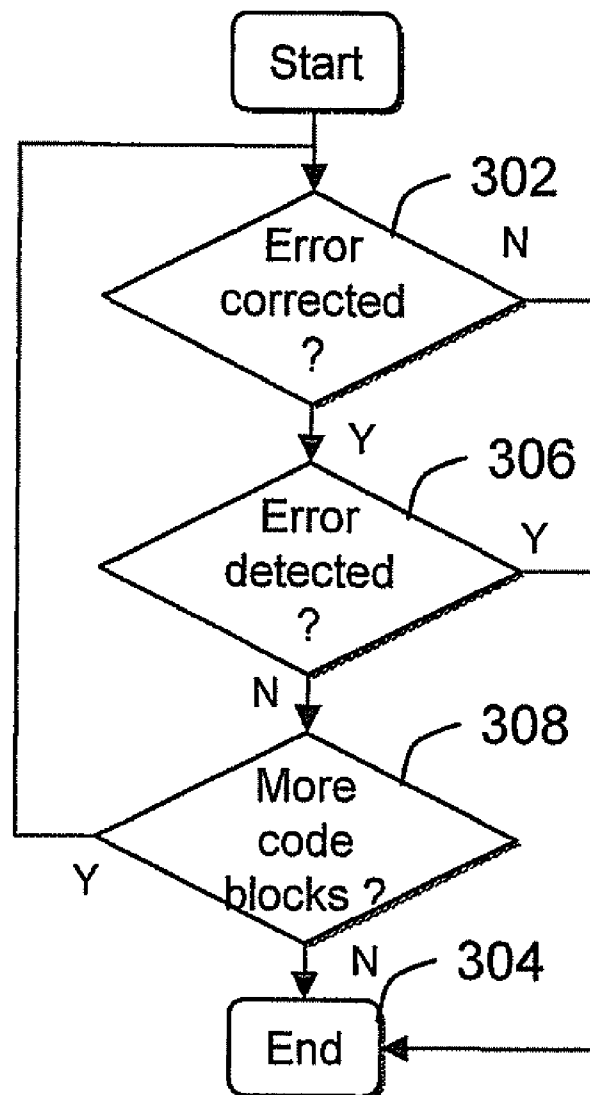 Start
302
N
Error
corrected
?
Y
306
Error
detected
?
Y
N
308
More
code
blocks ?
Y
N
304
End